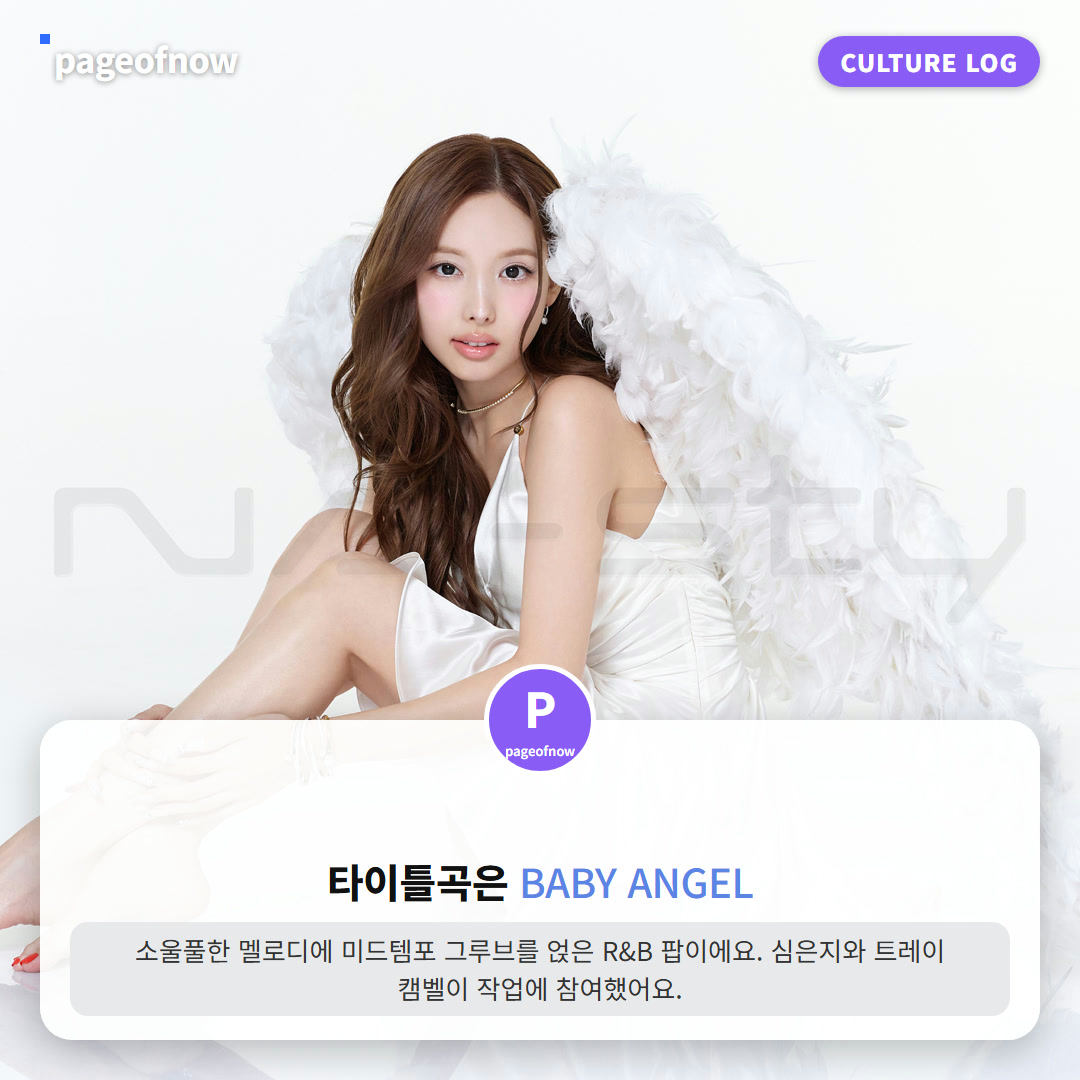 pageofnow
CULTURE LOG
P
pageofnow
타이틀곡은 BABY ANGEL
소울풀한 멜로디에 미드템포 그루브를 얹은 R&B 팝이에요. 심은지와 트레이
캠벨이 작업에 참여했어요.